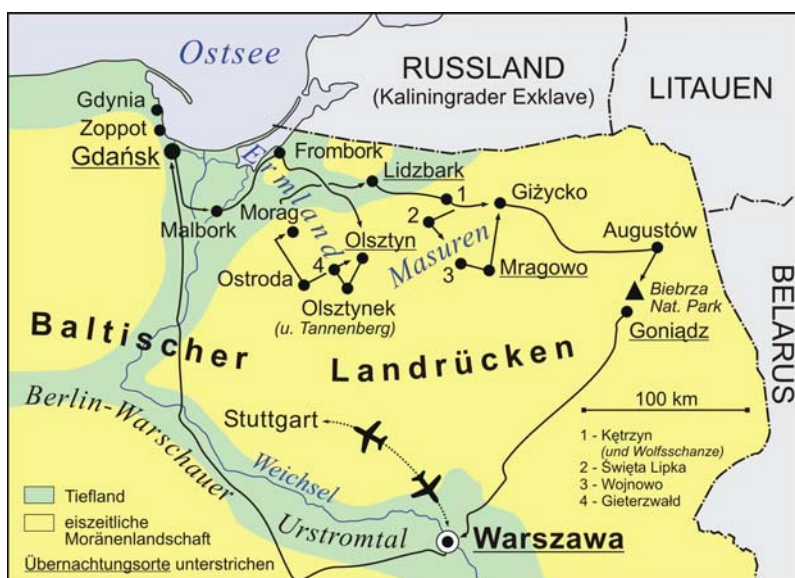 Ostsee
RUSSLAND
(Kaliningrader Exklave)
LITAUEN
Gdynia
Zoppot
Gdańsk
Frombork
Lidzbark
Ermland
1
Giżycko
Malbork
Morag
2
Olsztyn
Masuren
Augustów
Ostroda
4
3
Mragowo
Olsztynek
(u. Tannenberg)
Biebrza
Nat. Park
Goniądz
BELARUS
Baltischer
Landrücken
Berlin-Warschauer
Urstromtal
Stuttgart
Weichsel
100 km
1 - Kętrzyn
(und Wolfsschanze)
2 - Święta Lipka
3 - Wojnowo
4 - Gieterzwałd
Tiefland
eiszeitliche
Moränenlandschaft
Übernachtungsorte unterstrichen
Warszawa